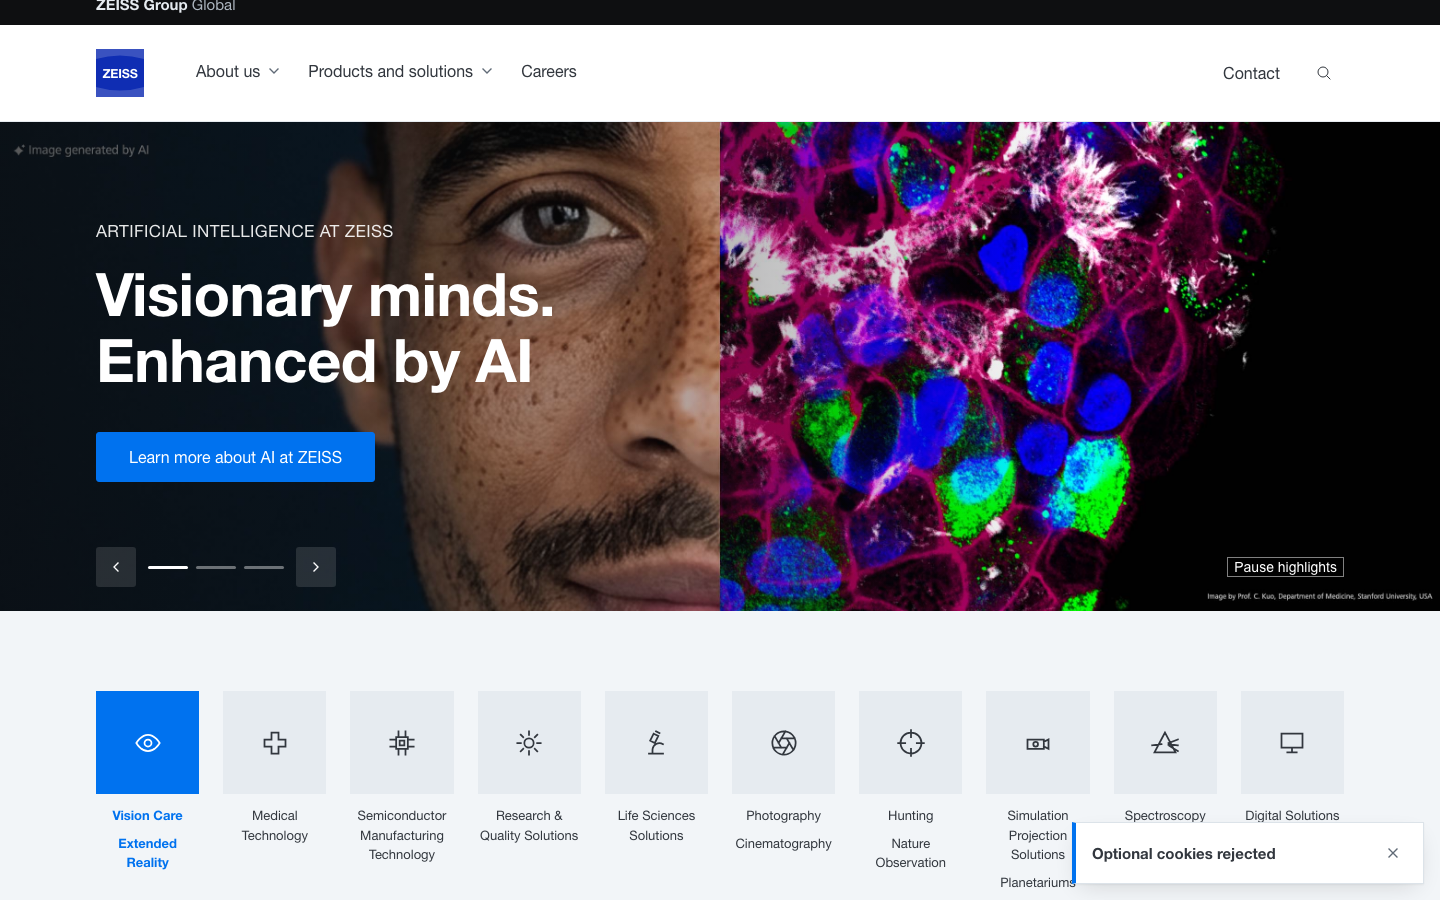 ZEISS Group Global
ZEISS
About us
Products and solutions
Careers
Contact
Image generated by AI
ARTIFICIAL INTELLIGENCE AT ZEISS
Visionary minds.
Enhanced by AI
Learn more about AI at ZEISS
Pause highlights
Image by Prof. C. Kuo, Department of Medicine, Stanford University, USA
Vision Care
Extended
Reality
Medical
Technology
Semiconductor
Manufacturing
Technology
Research &
Quality Solutions
Life Sciences
Solutions
Photography
Cinematography
Hunting
Nature
Observation
Simulation
Projection
Solutions
Planetariums
Spectroscopy
Digital Solutions
Optional cookies rejected